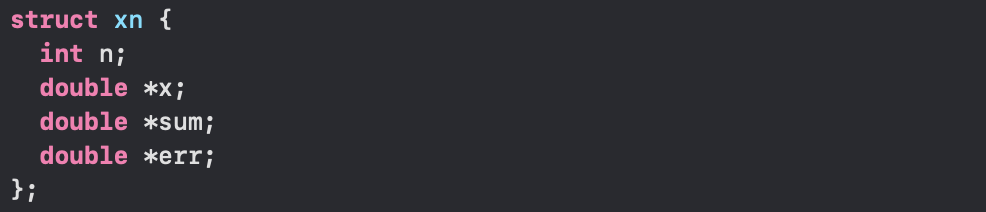 struct xn {
  int n;
  double *x;
  double *sum;
  double *err;
};